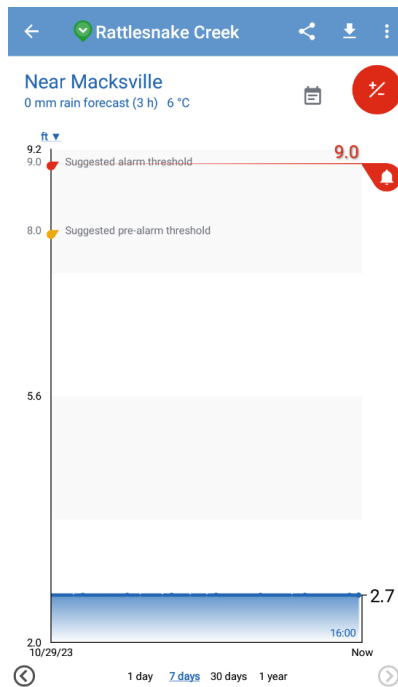 Rattlesnake Creek
Near Macksville
0 mm rain forecast (3 h) 6 °C
+/-
ft ▼
9.2
9.0 Suggested alarm threshold 9.0
8.0 Suggested pre-alarm threshold
5.6
2.7
16:00
2.0
10/29/23 Now
1 day 7 days 30 days 1 year